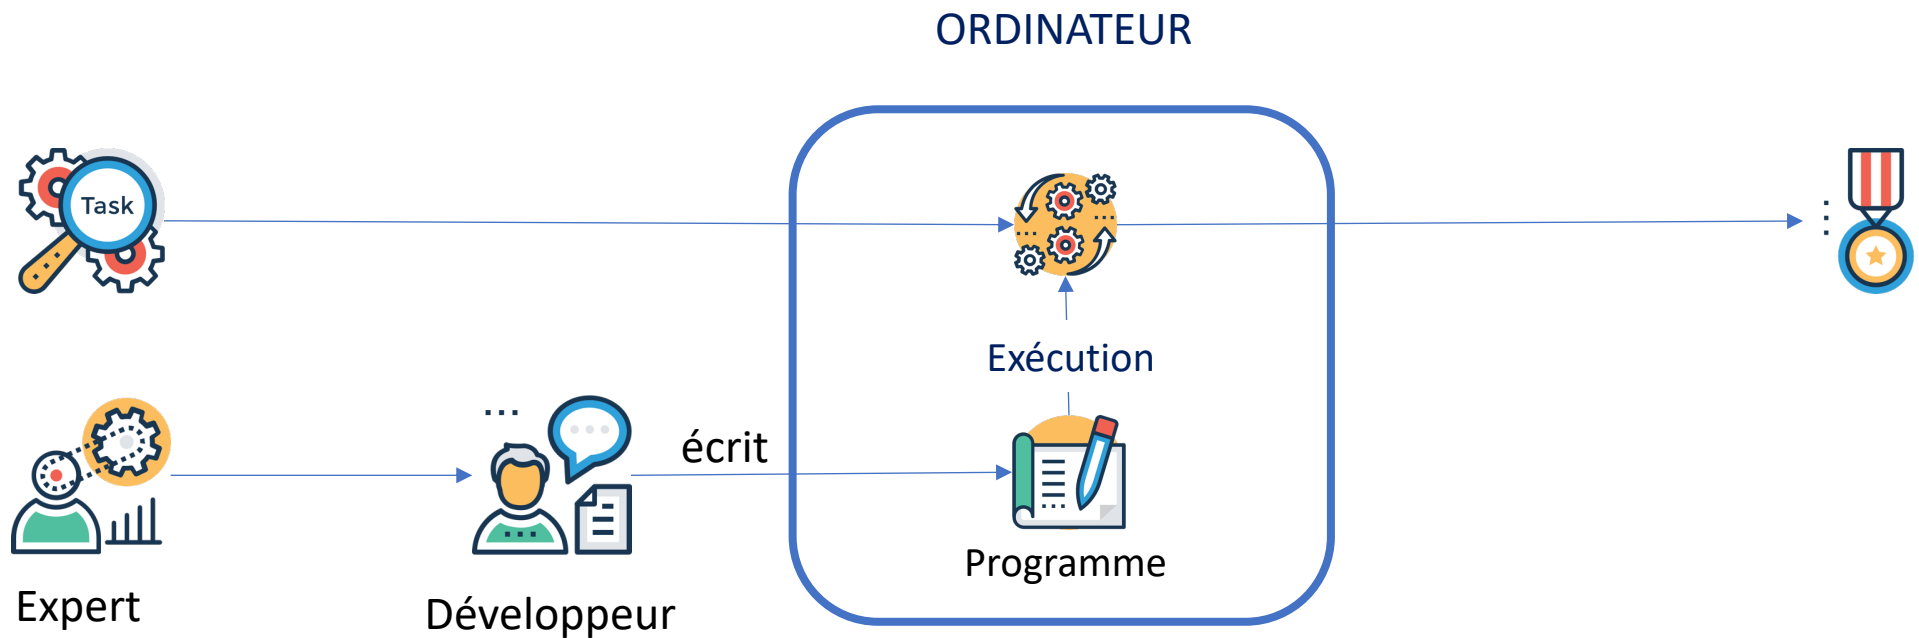 ORDINATEUR
Task
Exécution
écrit
Programme
Expert
Développeur